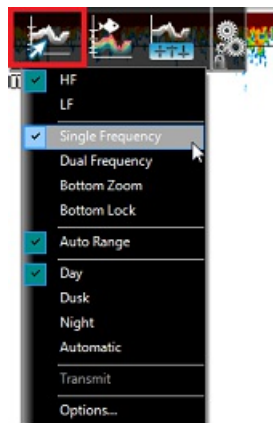 HF
LF
Single Frequency
Dual Frequency
Bottom Zoom
Bottom Lock
Auto Range
Day
Dusk
Night
Automatic
Transmit
Options...